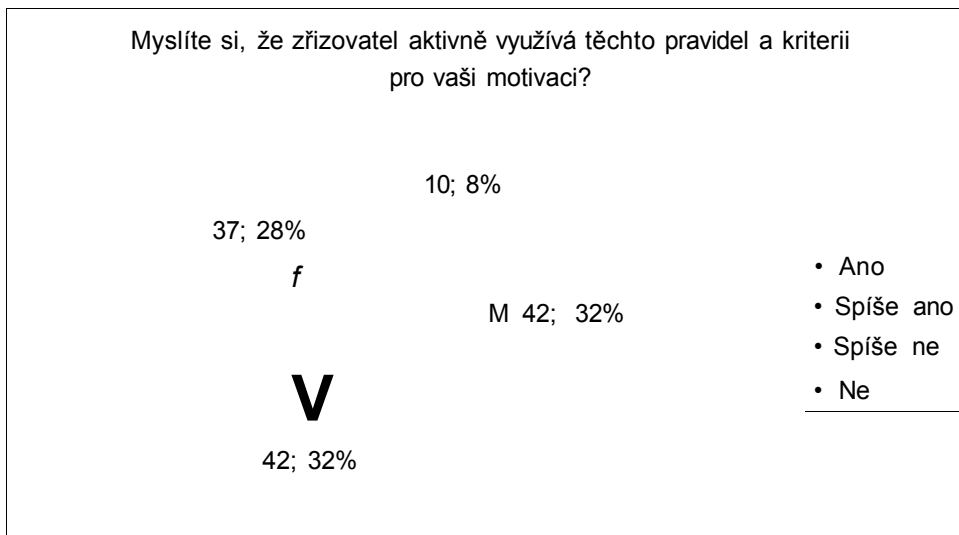 Myslíte si, že zřizovatel aktivně využívá těchto pravidel a kriterii
pro vaši motivaci?
10; 8%
37; 28%
f
M 42; 32%
V
42; 32%
• Ano
• Spíše ano
• Spíše ne
• Ne